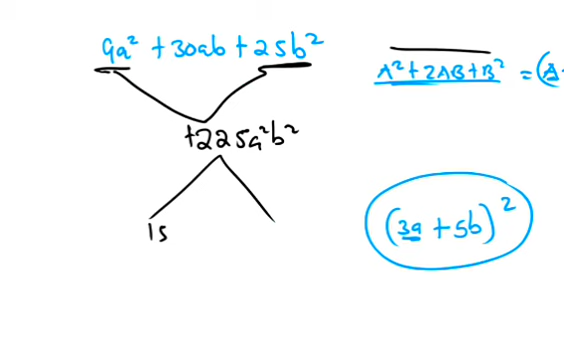 9a² + 30ab + 25b²
A² + 2AB + B² = (A
+225a²b²
15
(3a + 5b)²